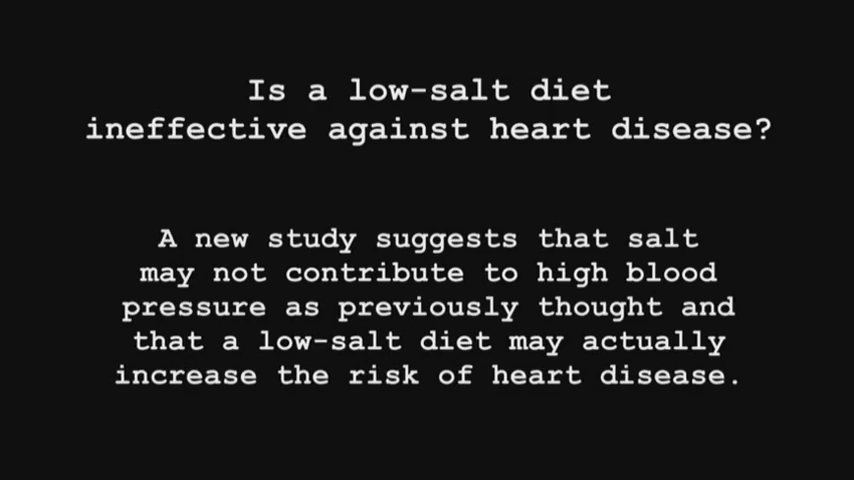 Is a low-salt diet
ineffective against heart disease?
A new study suggests that salt
may not contribute to high blood
pressure as previously thought and
that a low-salt diet may actually
increase the risk of heart disease.